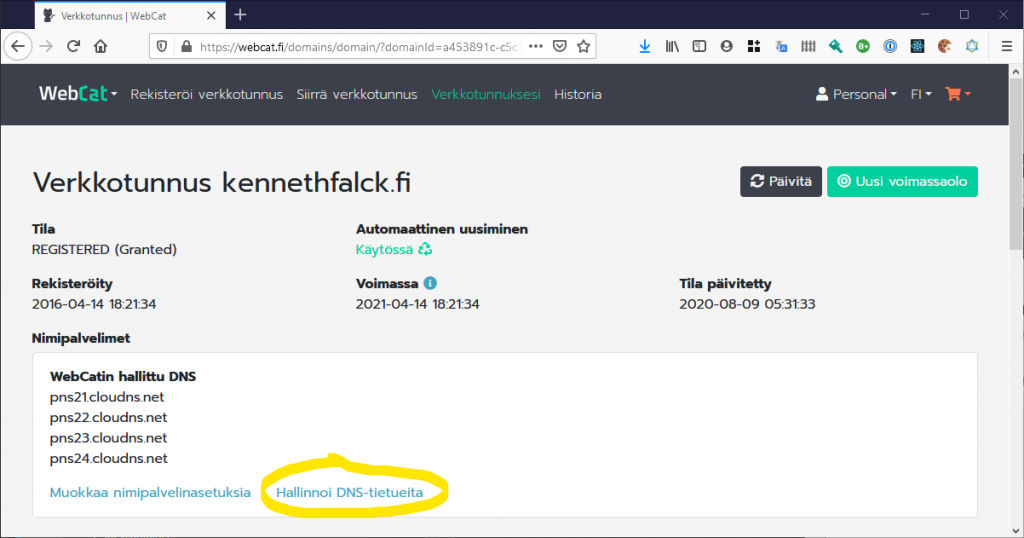 Verkkotunnus | WebCat
https://webcat.fi/domains/domain/?domainId=a453891c-c5c
WebCat Rekisteröi verkkotunnus Siirrä verkkotunnus Verkkotunnuksesi Historia Personal FI
Verkkotunnus kennethfalck.fi Päivitä Uusi voimassaolo
Tila Automaattinen uusiminen
REGISTERED (Granted) Käytössä
Rekisteröity Voimassa Tila päivitetty
2016-04-14 18:21:34 2021-04-14 18:21:34 2020-08-09 05:31:33
Nimipalvelimet
WebCatin hallittu DNS
pns21.cloudns.net
pns22.cloudns.net
pns23.cloudns.net
pns24.cloudns.net
Muokkaa nimipalvelinasetuksia Hallinnoi DNS-tietueita